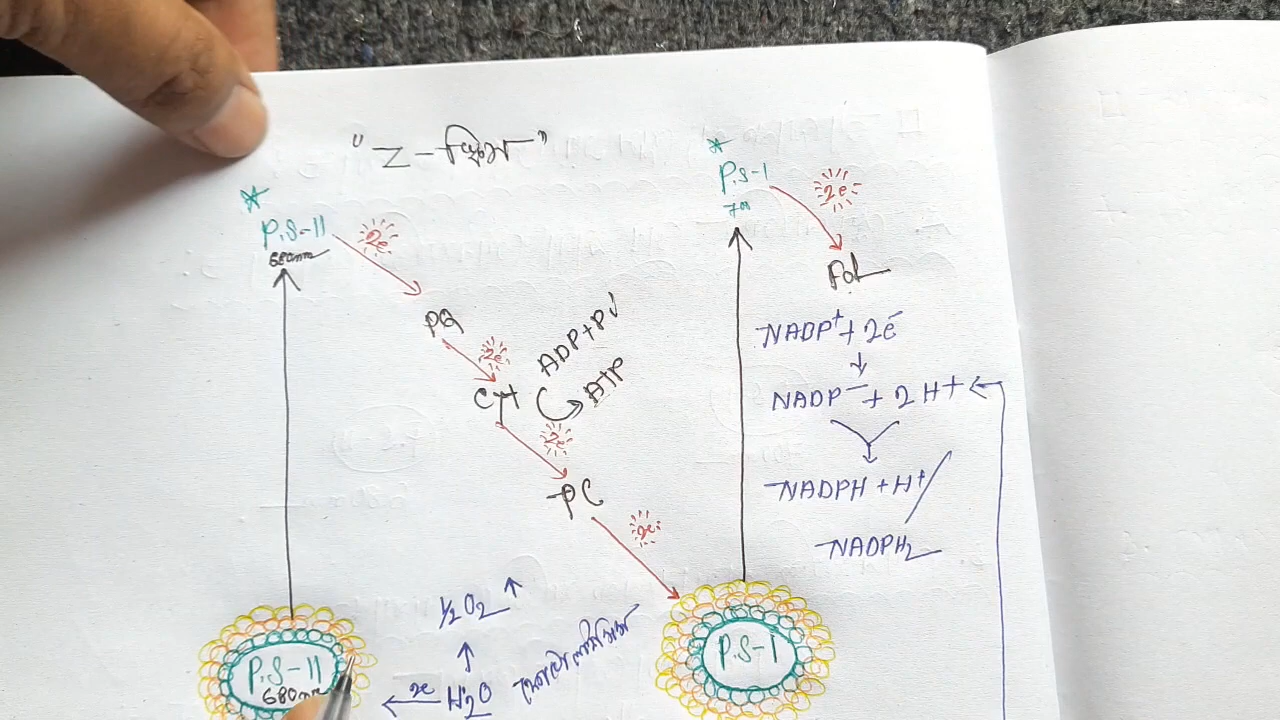 "Z-স্কিম"
P.S-II
680nm
2e
PQ
2e
Cyt
ADP+Pi
ATP
2e
PC
2e
P.S-I
2e
Fd
NADP⁺ + 2e⁻
NADP⁻ + 2H⁺
NADPH + H⁺
NADPH₂
½O₂ ↑
2e H₂O
P.S-II
680nm
P.S-I